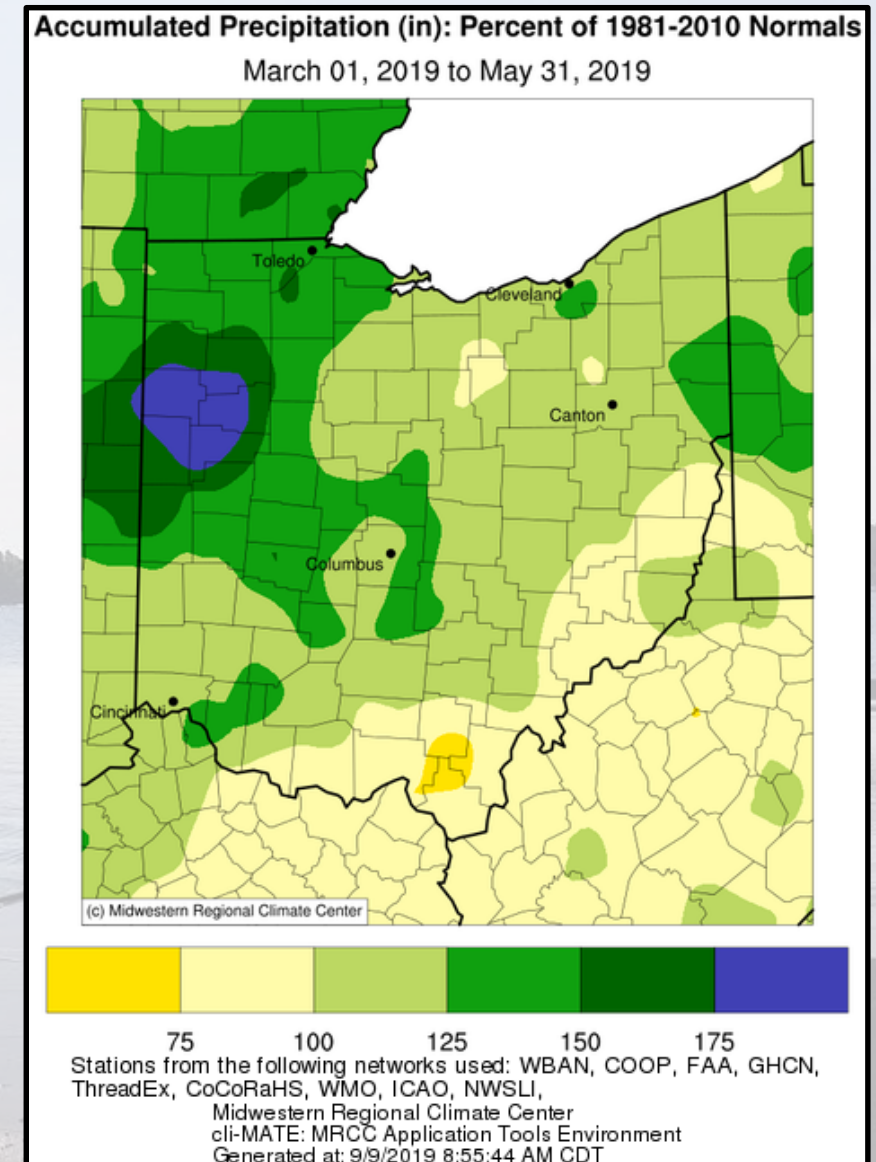 Accumulated Precipitation (in): Percent of 1981-2010 Normals
March 01, 2019 to May 31, 2019
Toledo
Cleveland
Canton
Columbus
Cincinnati
(c) Midwestern Regional Climate Center
75 100 125 150 175
Stations from the following networks used: WBAN, COOP, FAA, GHCN,
ThreadEx, CoCoRaHS, WMO, ICAO, NWSLI,
Midwestern Regional Climate Center
cli-MATE: MRCC Application Tools Environment
Generated at: 9/9/2019 8:55:44 AM CDT